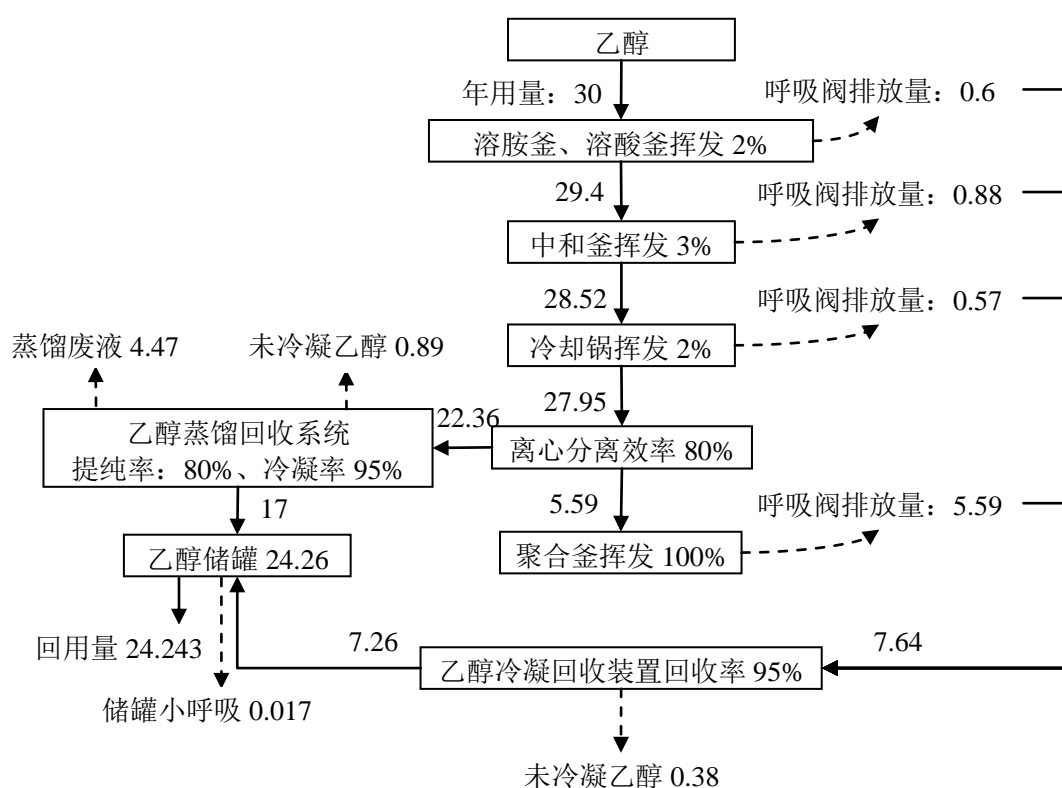 乙醇
年用量：30
呼吸阀排放量：0.6
溶胺釜、溶酸釜挥发 2%
29.4
呼吸阀排放量：0.88
中和釜挥发 3%
28.52
呼吸阀排放量：0.57
冷却锅挥发 2%
蒸馏废液 4.47
未冷凝乙醇 0.89
27.95
22.36
乙醇蒸馏回收系统
提纯率：80%、冷凝率 95%
离心分离效率 80%
17
5.59
呼吸阀排放量：5.59
乙醇储罐 24.26
聚合釜挥发 100%
回用量 24.243
7.26
7.64
乙醇冷凝回收装置回收率 95%
储罐小呼吸 0.017
未冷凝乙醇 0.38